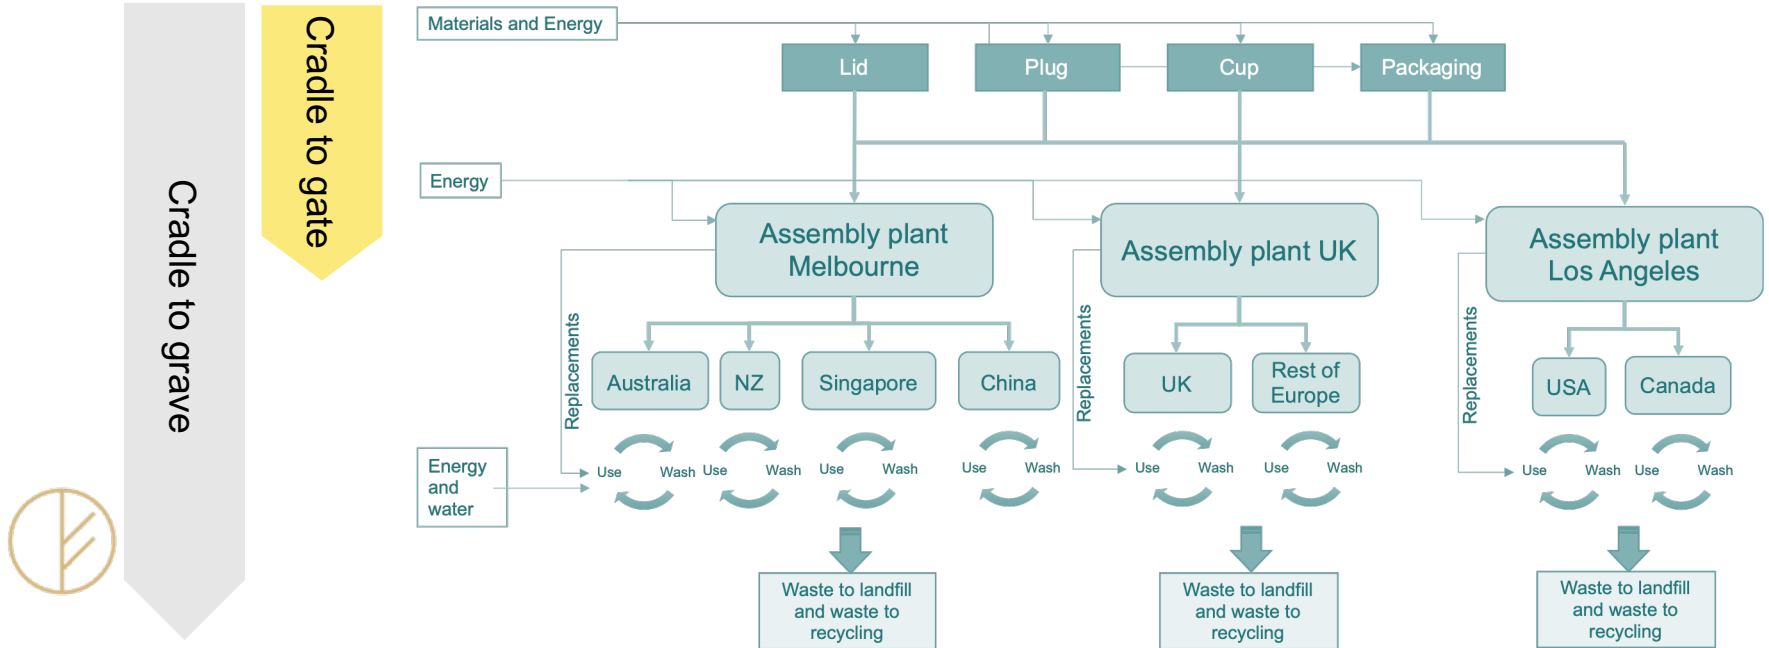 Cradle to grave
Cradle to gate
Materials and Energy
Lid
Plug
Cup
Packaging
Energy
Assembly plant
Melbourne
Assembly plant UK
Assembly plant
Los Angeles
Replacements
Replacements
Replacements
Australia
NZ
Singapore
China
UK
Rest of
Europe
USA
Canada
Energy
and
water
Use
Wash
Use
Wash
Use
Wash
Use
Wash
Use
Wash
Use
Wash
Use
Wash
Use
Wash
Waste to landfill
and waste to
recycling
Waste to landfill
and waste to
recycling
Waste to landfill
and waste to
recycling